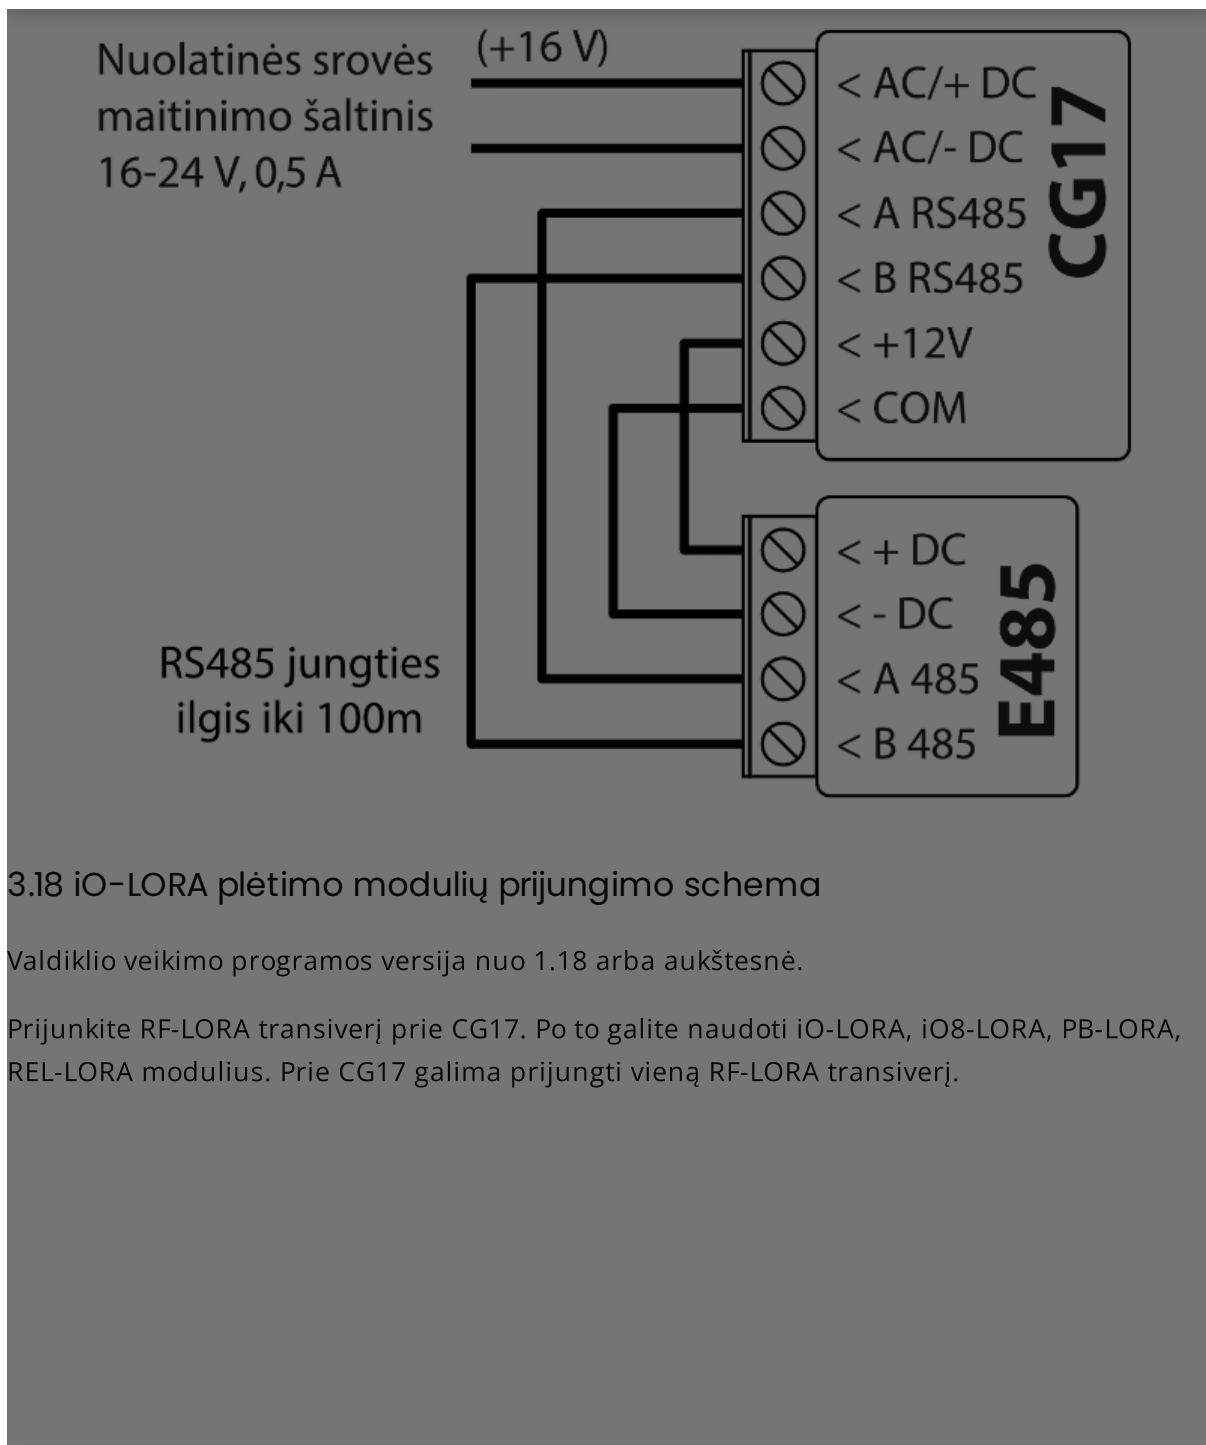 Nuolatinės srovės
maitinimo šaltinis
16-24 V, 0,5 A
(+16 V)
< AC/+ DC
< AC/- DC
< A RS485
< B RS485
< +12V
< COM
CG17
< + DC
< - DC
< A 485
< B 485
E485
RS485 jungties
ilgis iki 100m
3.18 iO-LORA plėtimo modulių prijungimo schema
Valdiklio veikimo programos versija nuo 1.18 arba aukštesnė.
Prijunkite RF-LORA transiverį prie CG17. Po to galite naudoti iO-LORA, iO8-LORA, PB-LORA,
REL-LORA modulius. Prie CG17 galima prijungti vieną RF-LORA transiverį.